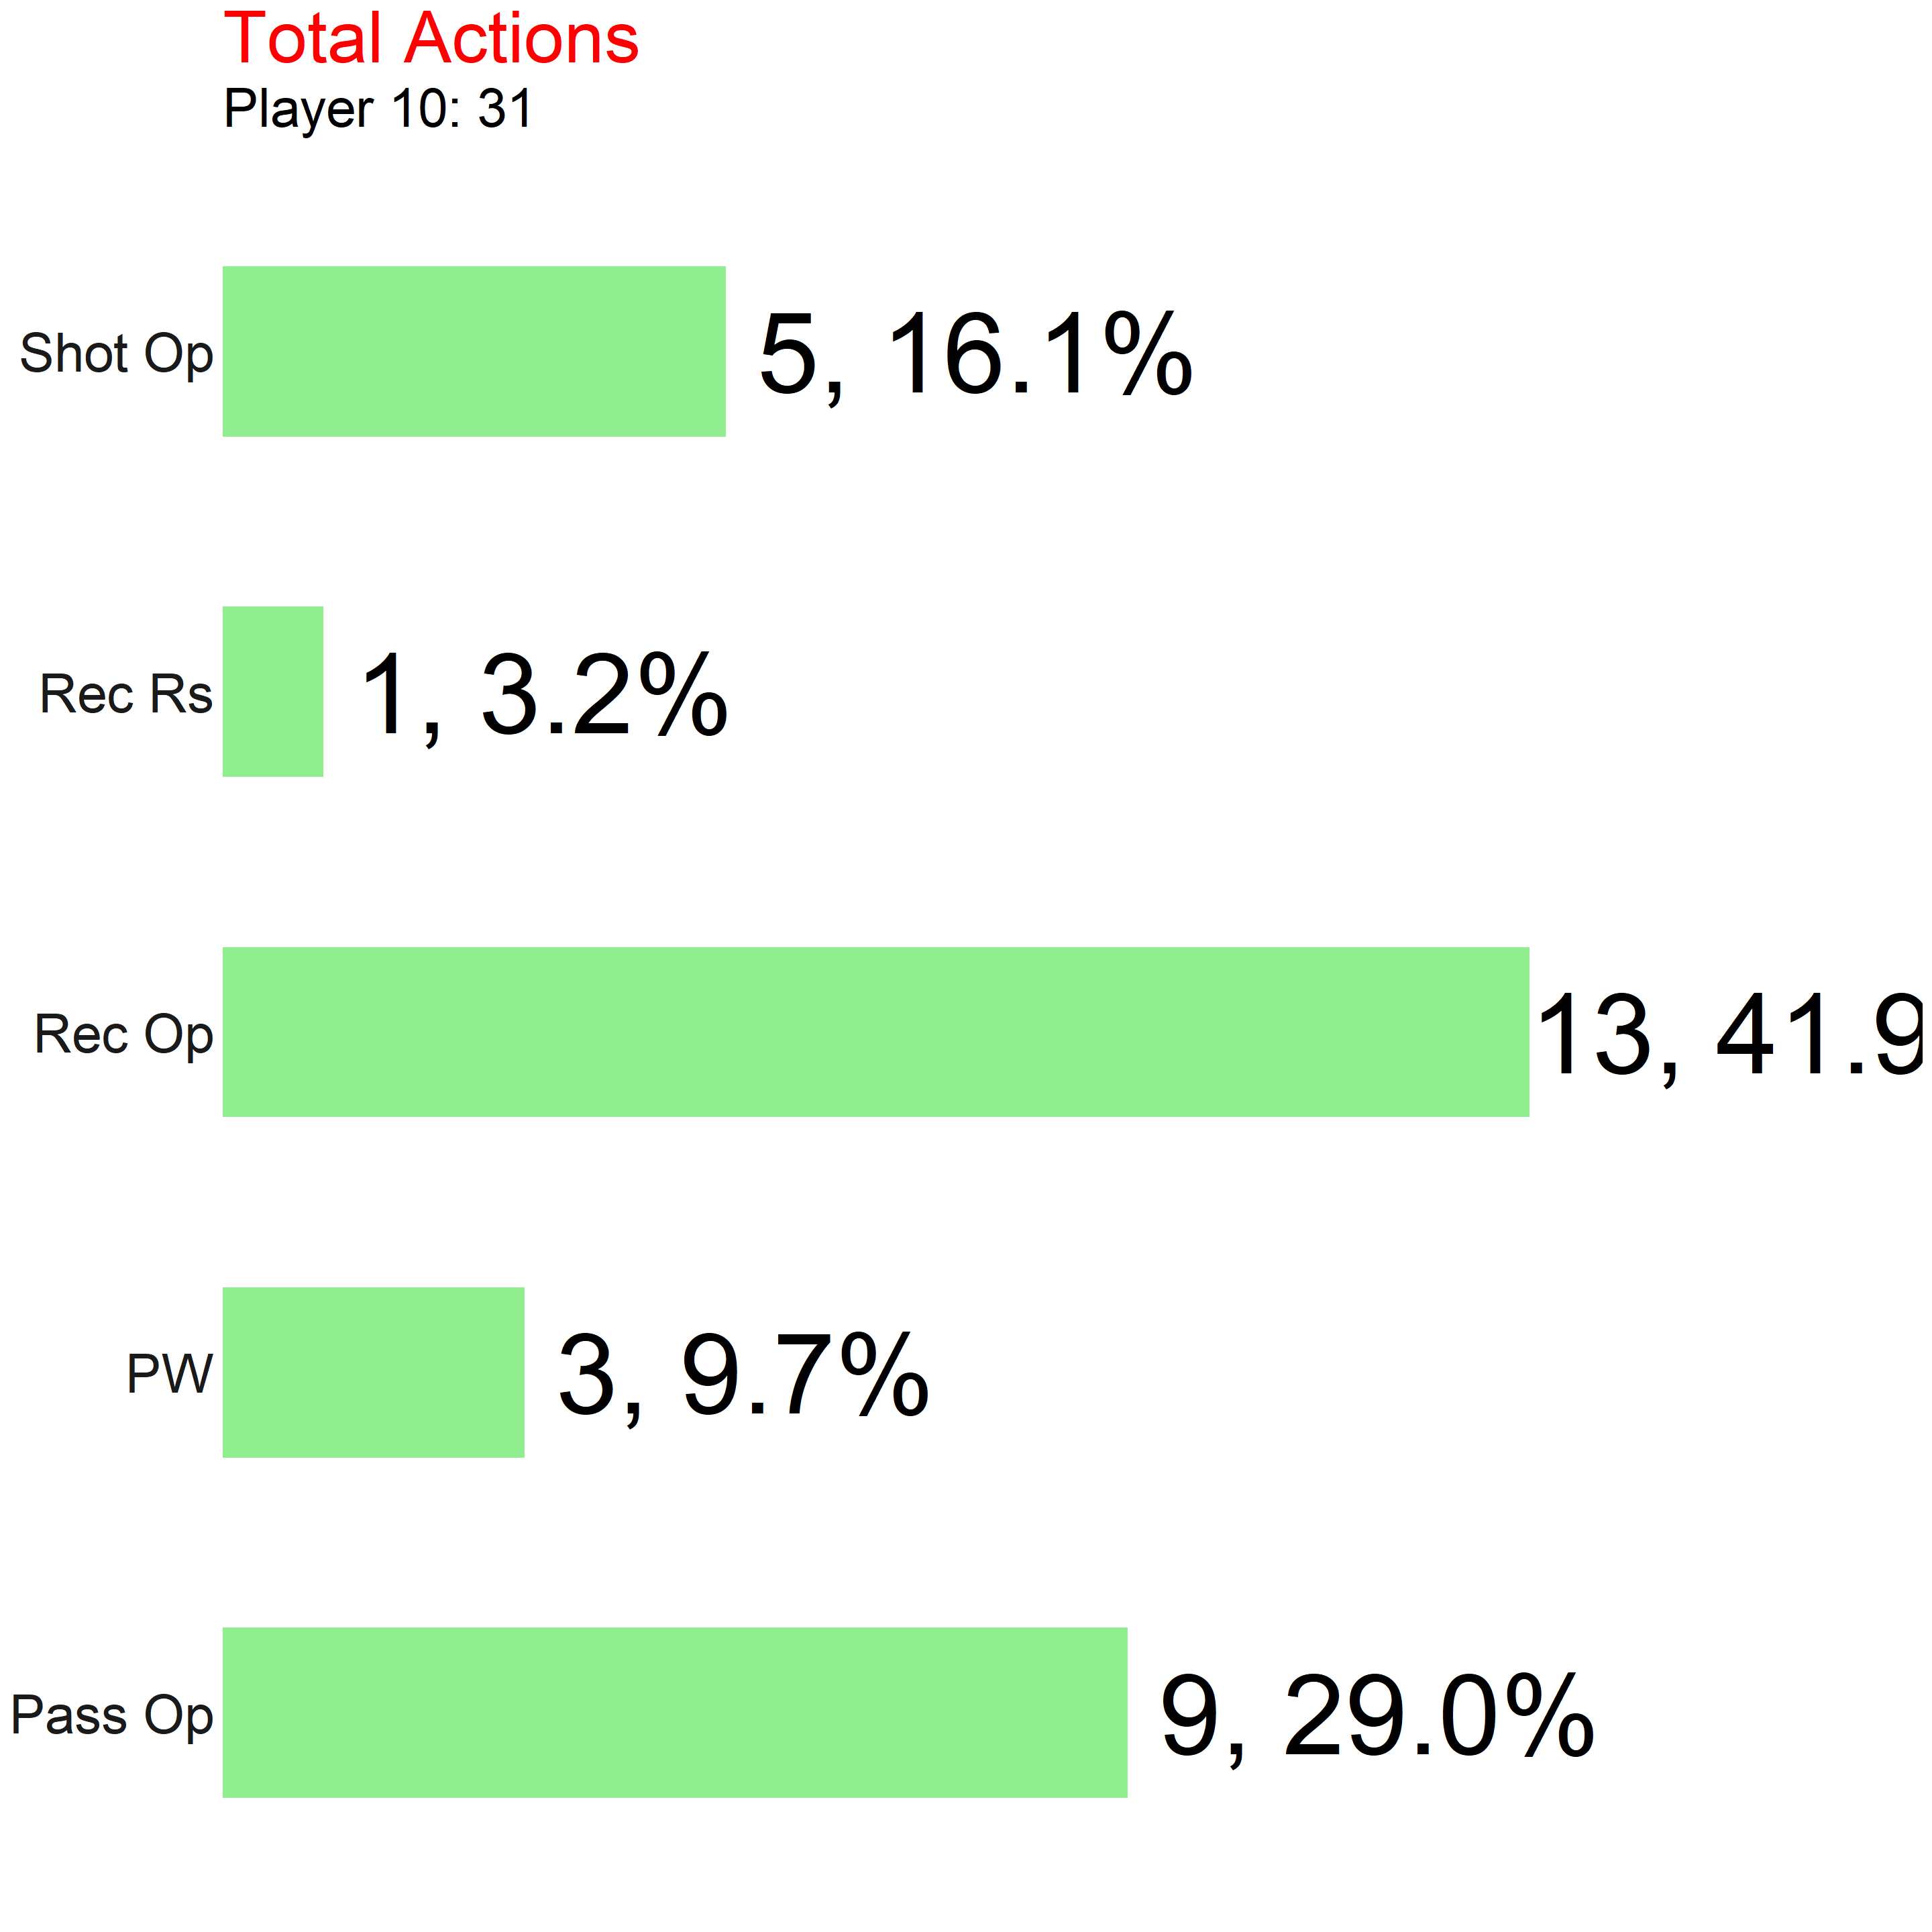 Total Actions
Player 10: 31
Shot Op 5, 16.1%
Rec Rs 1, 3.2%
Rec Op 13, 41.9
PW 3, 9.7%
Pass Op 9, 29.0%